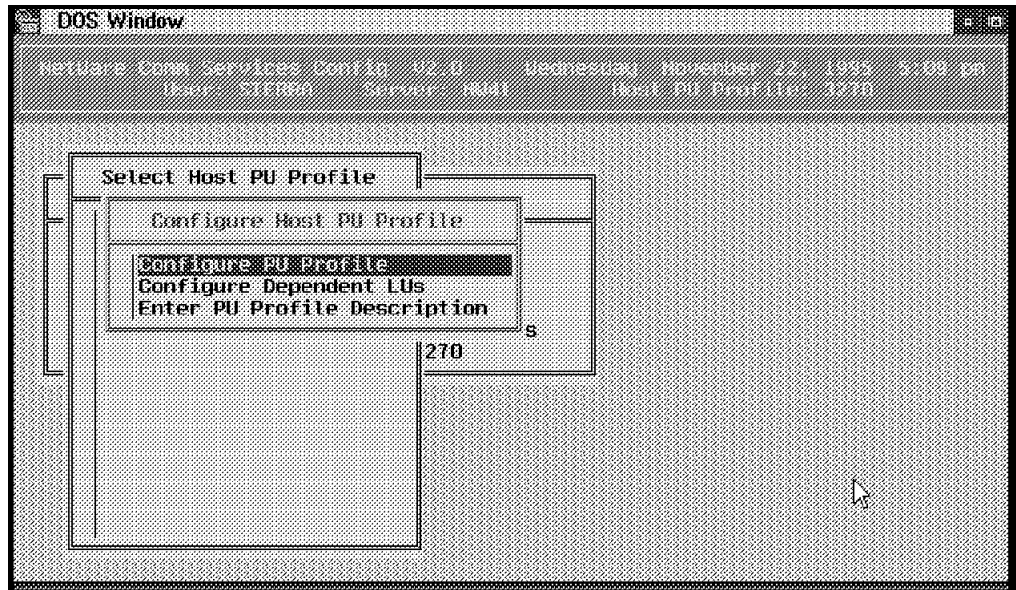 DOS Window
NetWare Comm Services Config V2.0 Wednesday November 22, 1995 5:00 pm
User: SIERRA Server: Host PU Profile: 3270
Select Host PU Profile
Configure Host PU Profile
Configure PU Profile
Configure Dependent LUs
Enter PU Profile Description
s
270